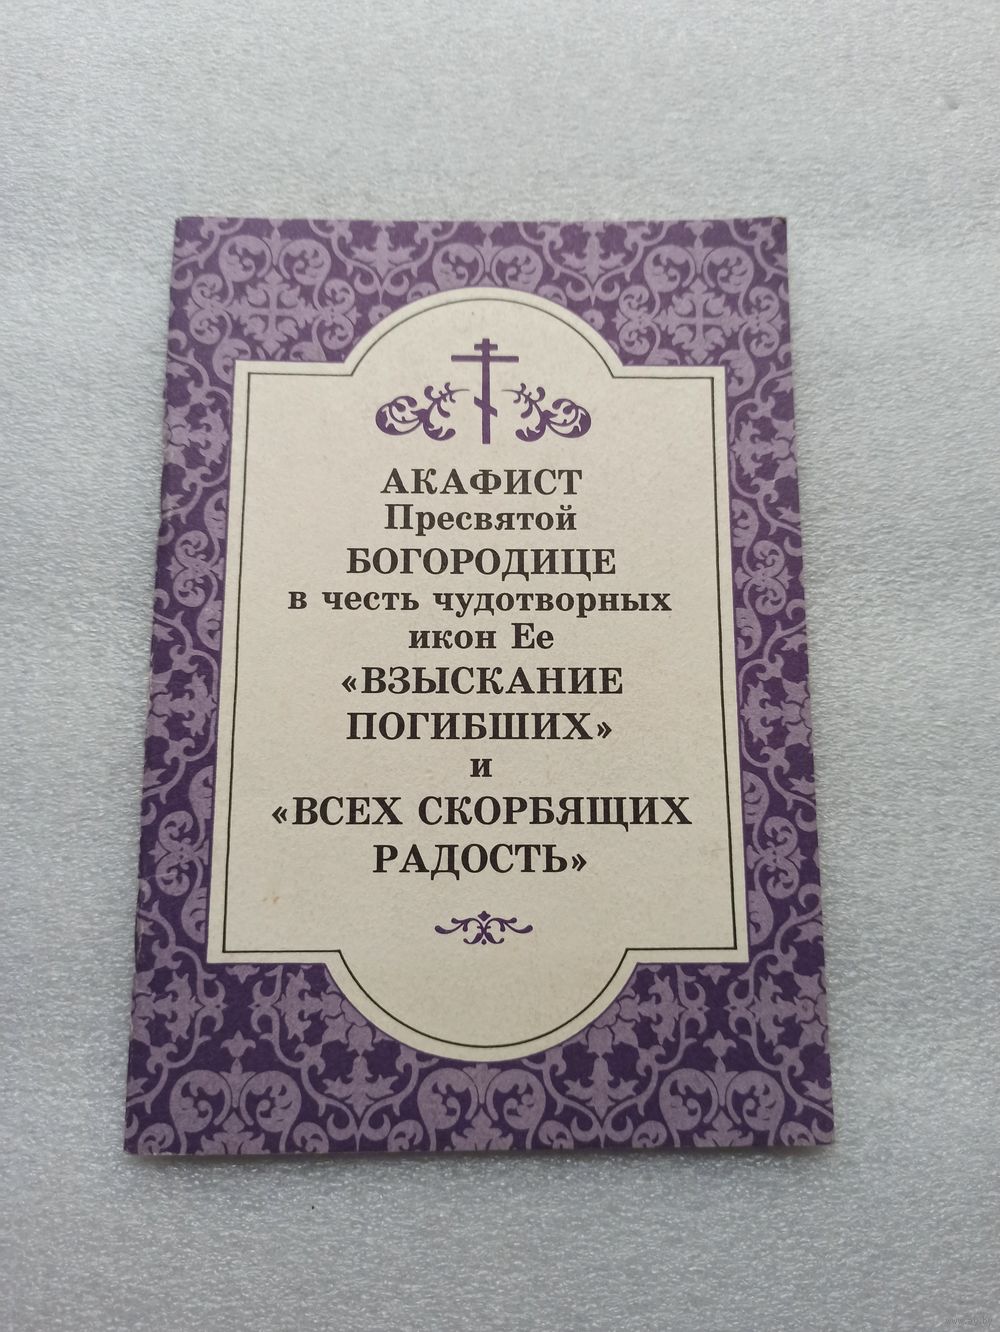 АКАФИСТ
Пресвятой
БОГОРОДИЦЕ
в честь чудотворных
икон Ее
«ВЗЫСКАНИЕ
ПОГИБШИХ»
и
«ВСЕХ СКОРБЯЩИХ
РАДОСТЬ»